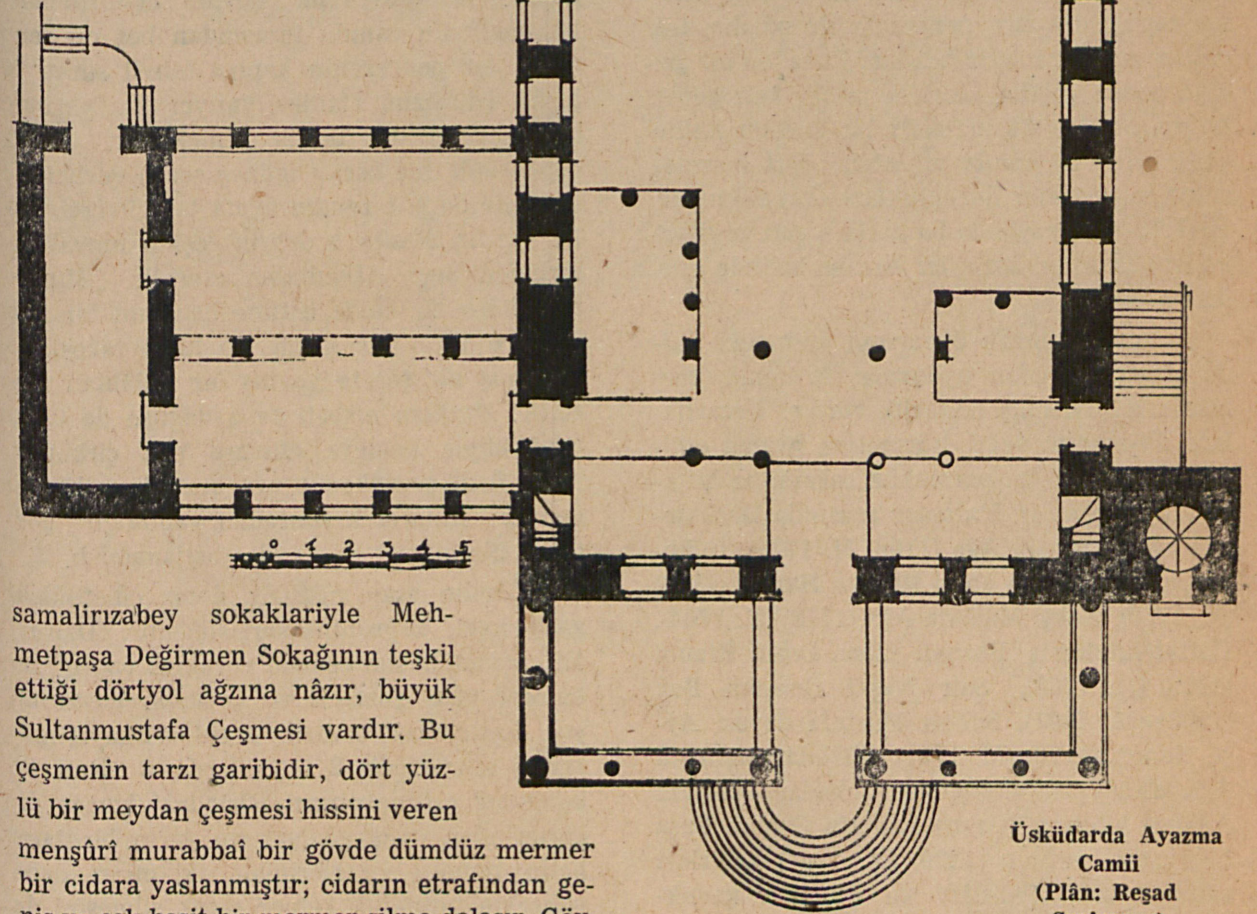 0 1 2 3 4 5
samalirızabey sokaklariyle Meh-
metpaşa Değirmen Sokağının teşkil
ettiği dörtyol ağzına nâzır, büyük
Sultanmustafa Çeşmesi vardır. Bu
çeşmenin tarzı garibidir, dört yüz-
lü bir meydan çeşmesi hissini veren
menşûrî murabbaî bir gövde dümdüz mermer
bir cidara yaslanmıştır; cidarın etrafından ge-
Üsküdarda Ayazma
Camii
(Plân: Reşad